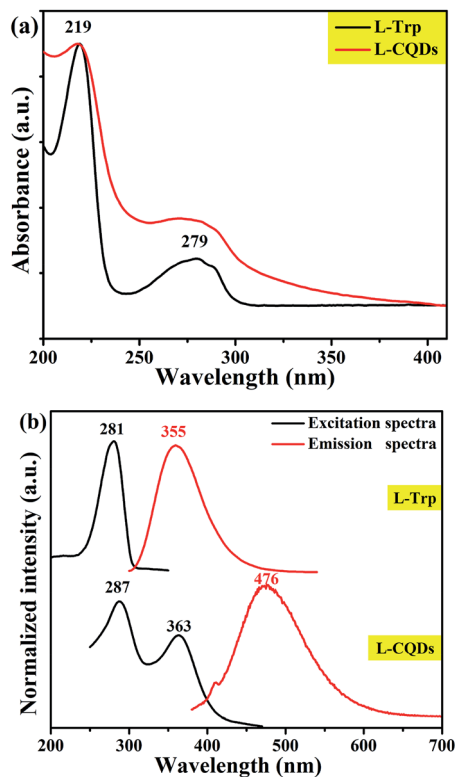 (a)
L-Trp
L-CQDs
219
279
Absorbance (a.u.)
200 250 300 350 400
Wavelength (nm)
(b)
Excitation spectra
Emission spectra
281
355
L-Trp
287
363
476
L-CQDs
Normalized intensity (a.u.)
200 300 400 500 600 700
Wavelength (nm)